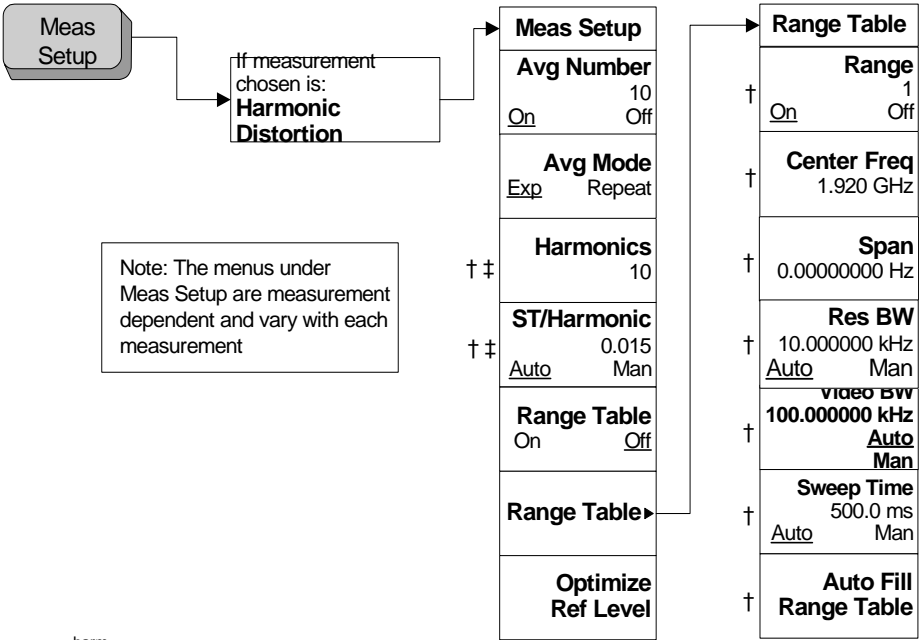 Meas
Setup
If measurement
chosen is:
Harmonic
Distortion
Note: The menus under
Meas Setup are measurement
dependent and vary with each
measurement
Meas Setup
Avg Number
10
On Off
Avg Mode
Exp Repeat
† ‡ Harmonics
10
† ‡ ST/Harmonic
0.015
Auto Man
Range Table
On Off
Range Table
Optimize
Ref Level
Range Table
† Range
1
On Off
† Center Freq
1.920 GHz
† Span
0.00000000 Hz
† Res BW
10.000000 kHz
Auto Man
† Video BW
100.000000 kHz
Auto
Man
† Sweep Time
500.0 ms
Auto Man
† Auto Fill
Range Table
harm